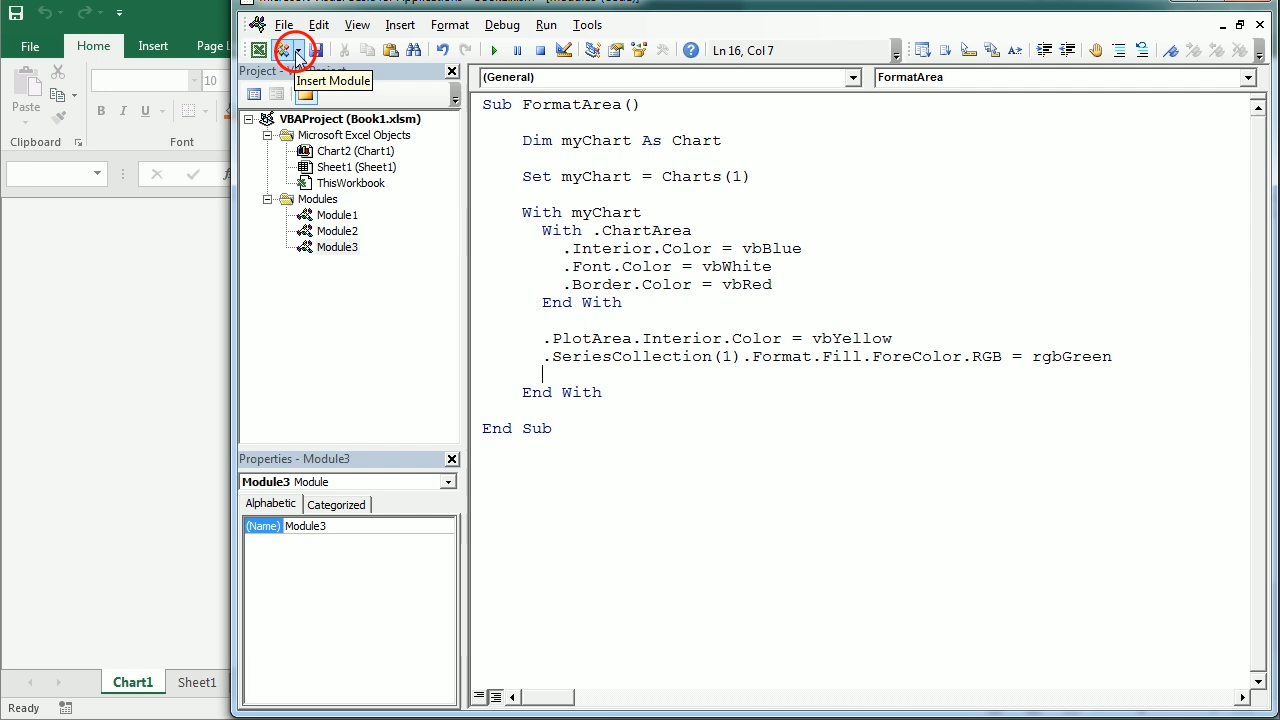 File Edit View Insert Format Debug Run Tools
File Home Insert Page L
Ln 16, Col 7
Insert Module
Paste
10
B I U
Clipboard
Font
(General)
FormatArea
VBAProject (Book1.xlsm)
Microsoft Excel Objects
Chart2 (Chart1)
Sheet1 (Sheet1)
ThisWorkbook
Modules
Module1
Module2
Module3
Sub FormatArea()
Dim myChart As Chart
Set myChart = Charts(1)
With myChart
With .ChartArea
.Interior.Color = vbBlue
.Font.Color = vbWhite
.Border.Color = vbRed
End With
.PlotArea.Interior.Color = vbYellow
.SeriesCollection(1).Format.Fill.ForeColor.RGB = rgbGreen
End With
End Sub
Properties - Module3
Module3 Module
Alphabetic Categorized
(Name) Module3
Chart1 Sheet1
Ready